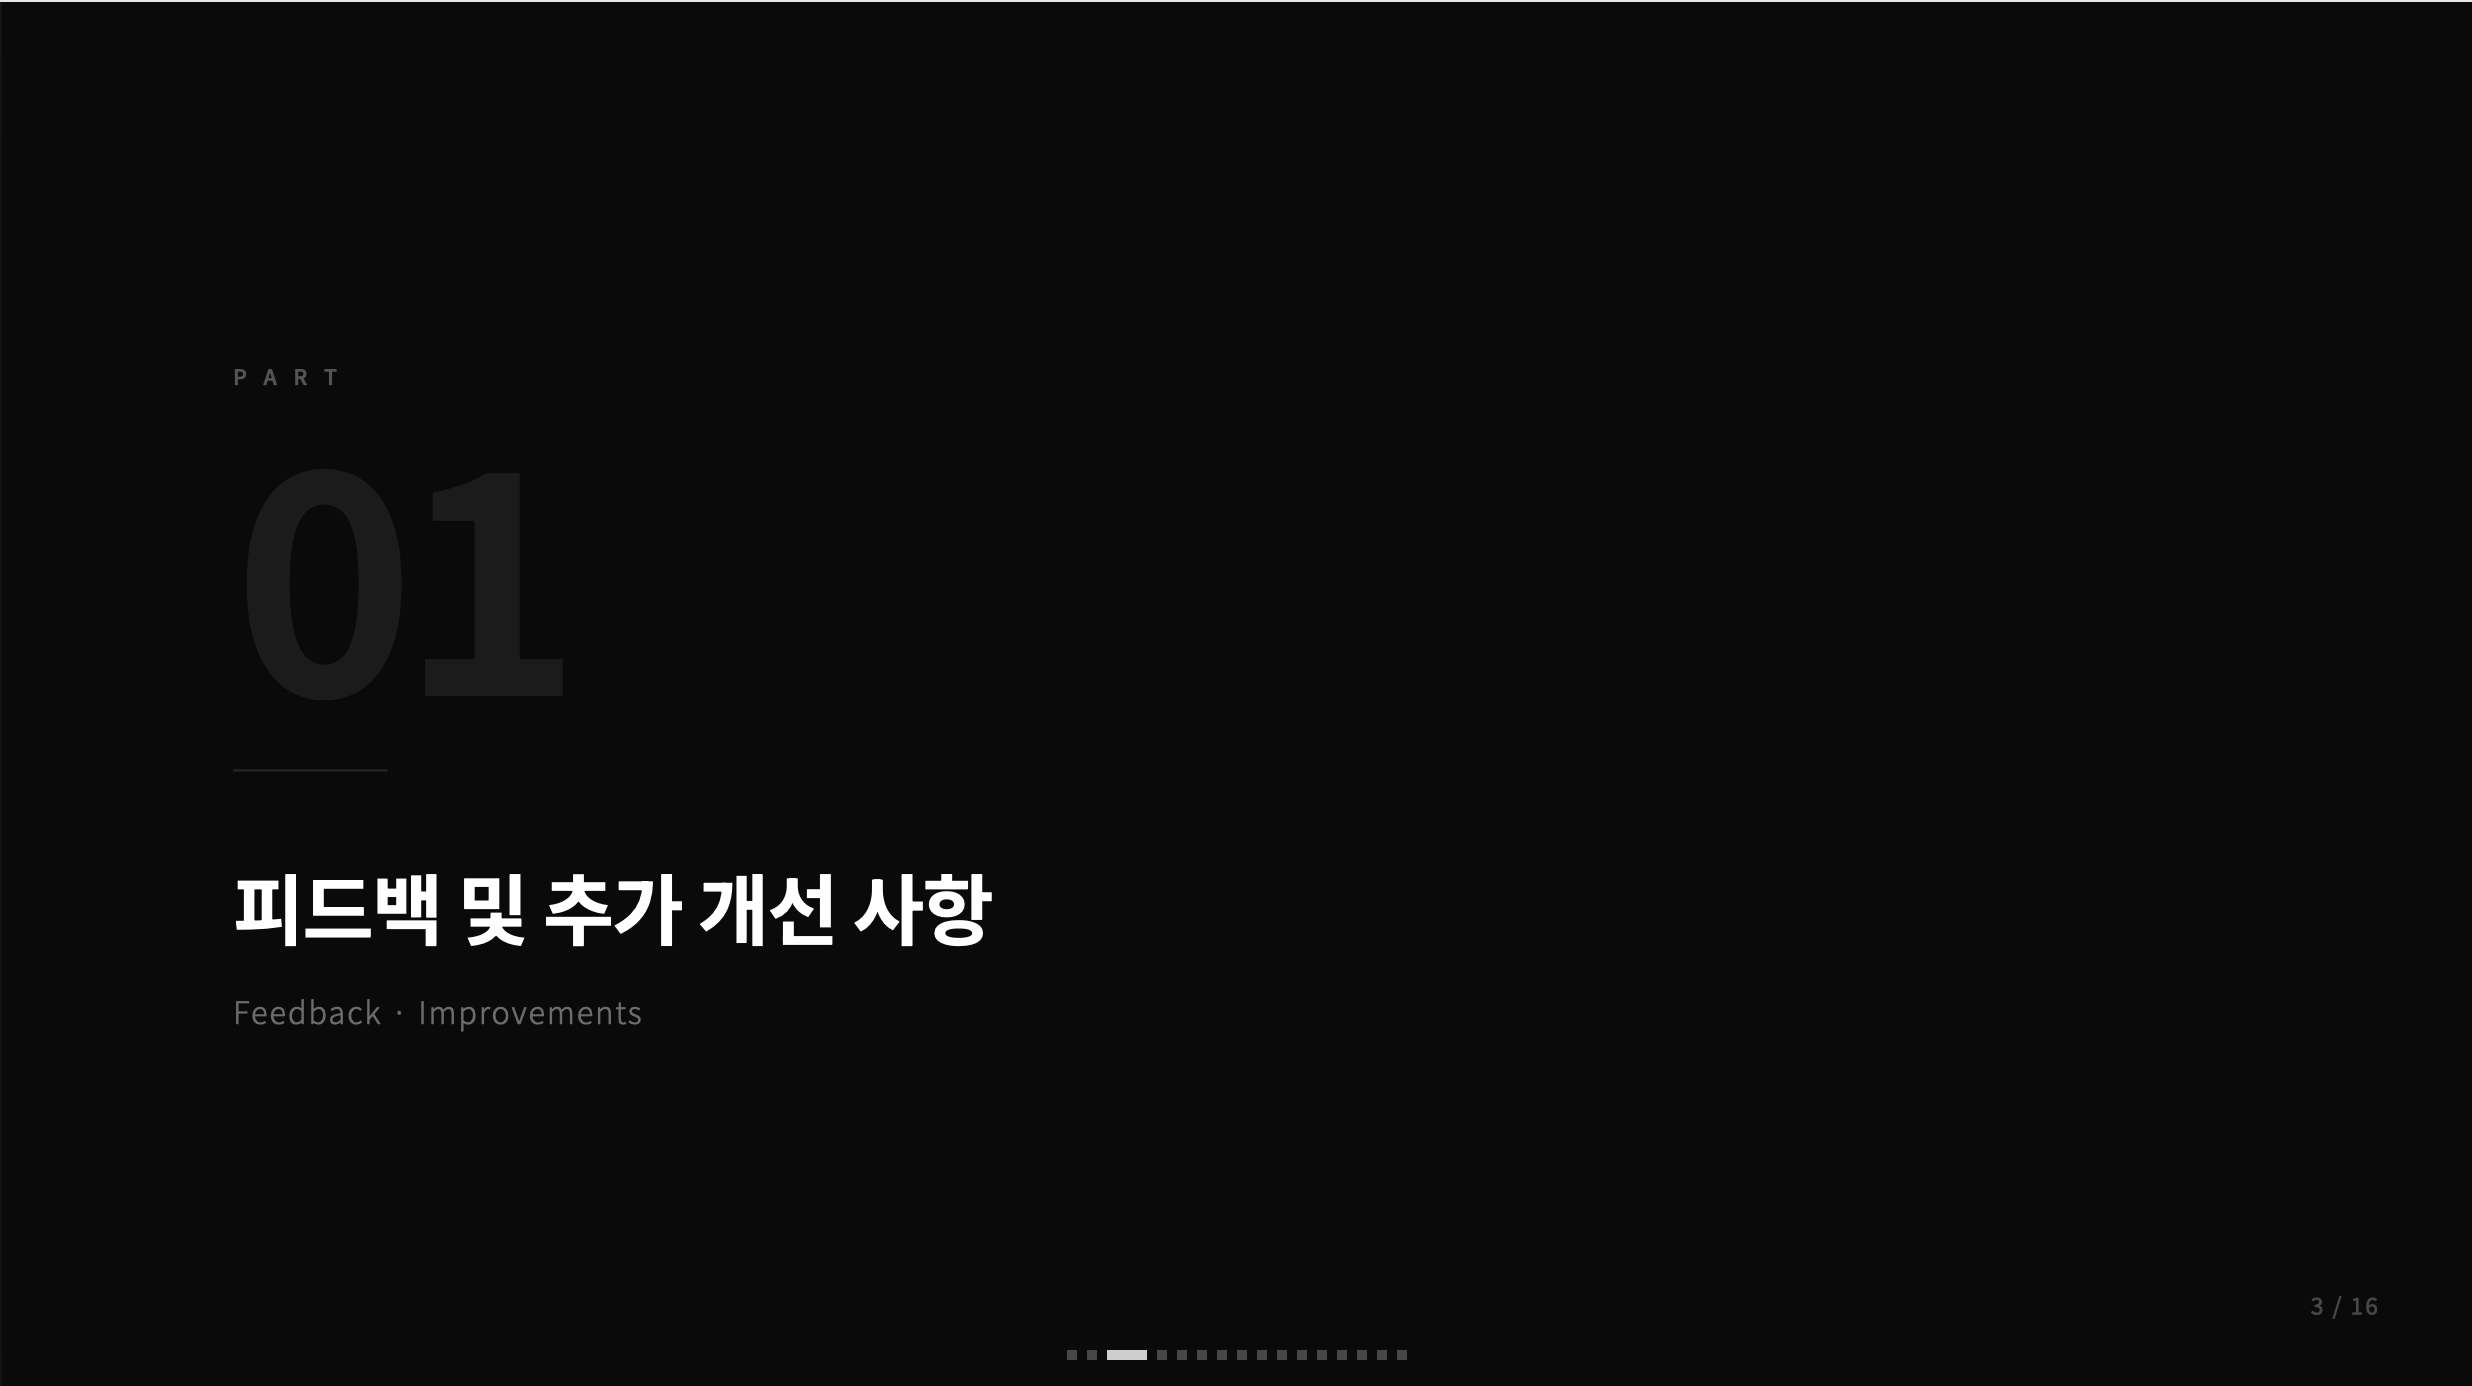 PART
01
피드백 및 추가 개선 사항
Feedback · Improvements
3 / 16